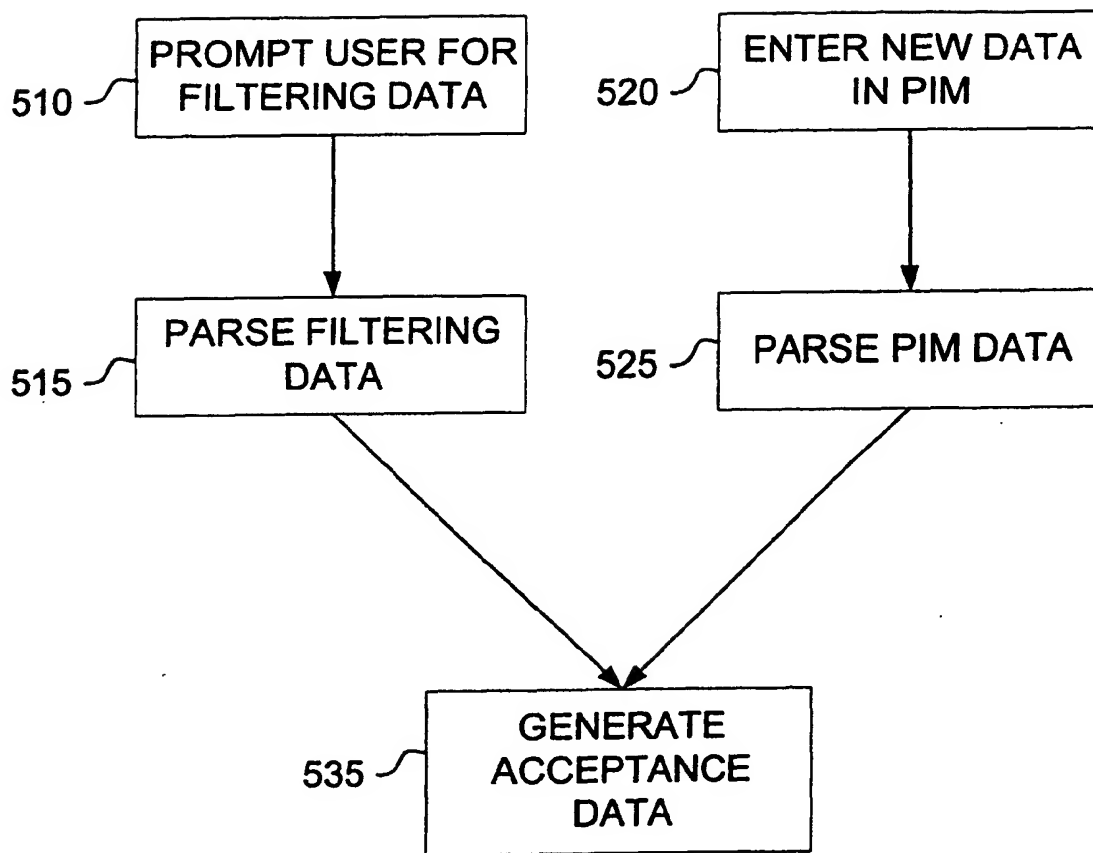 PROMPT USER FOR
FILTERING DATA
510
ENTER NEW DATA
IN PIM
520
PARSE FILTERING
DATA
515
PARSE PIM DATA
525
GENERATE
ACCEPTANCE
DATA
535